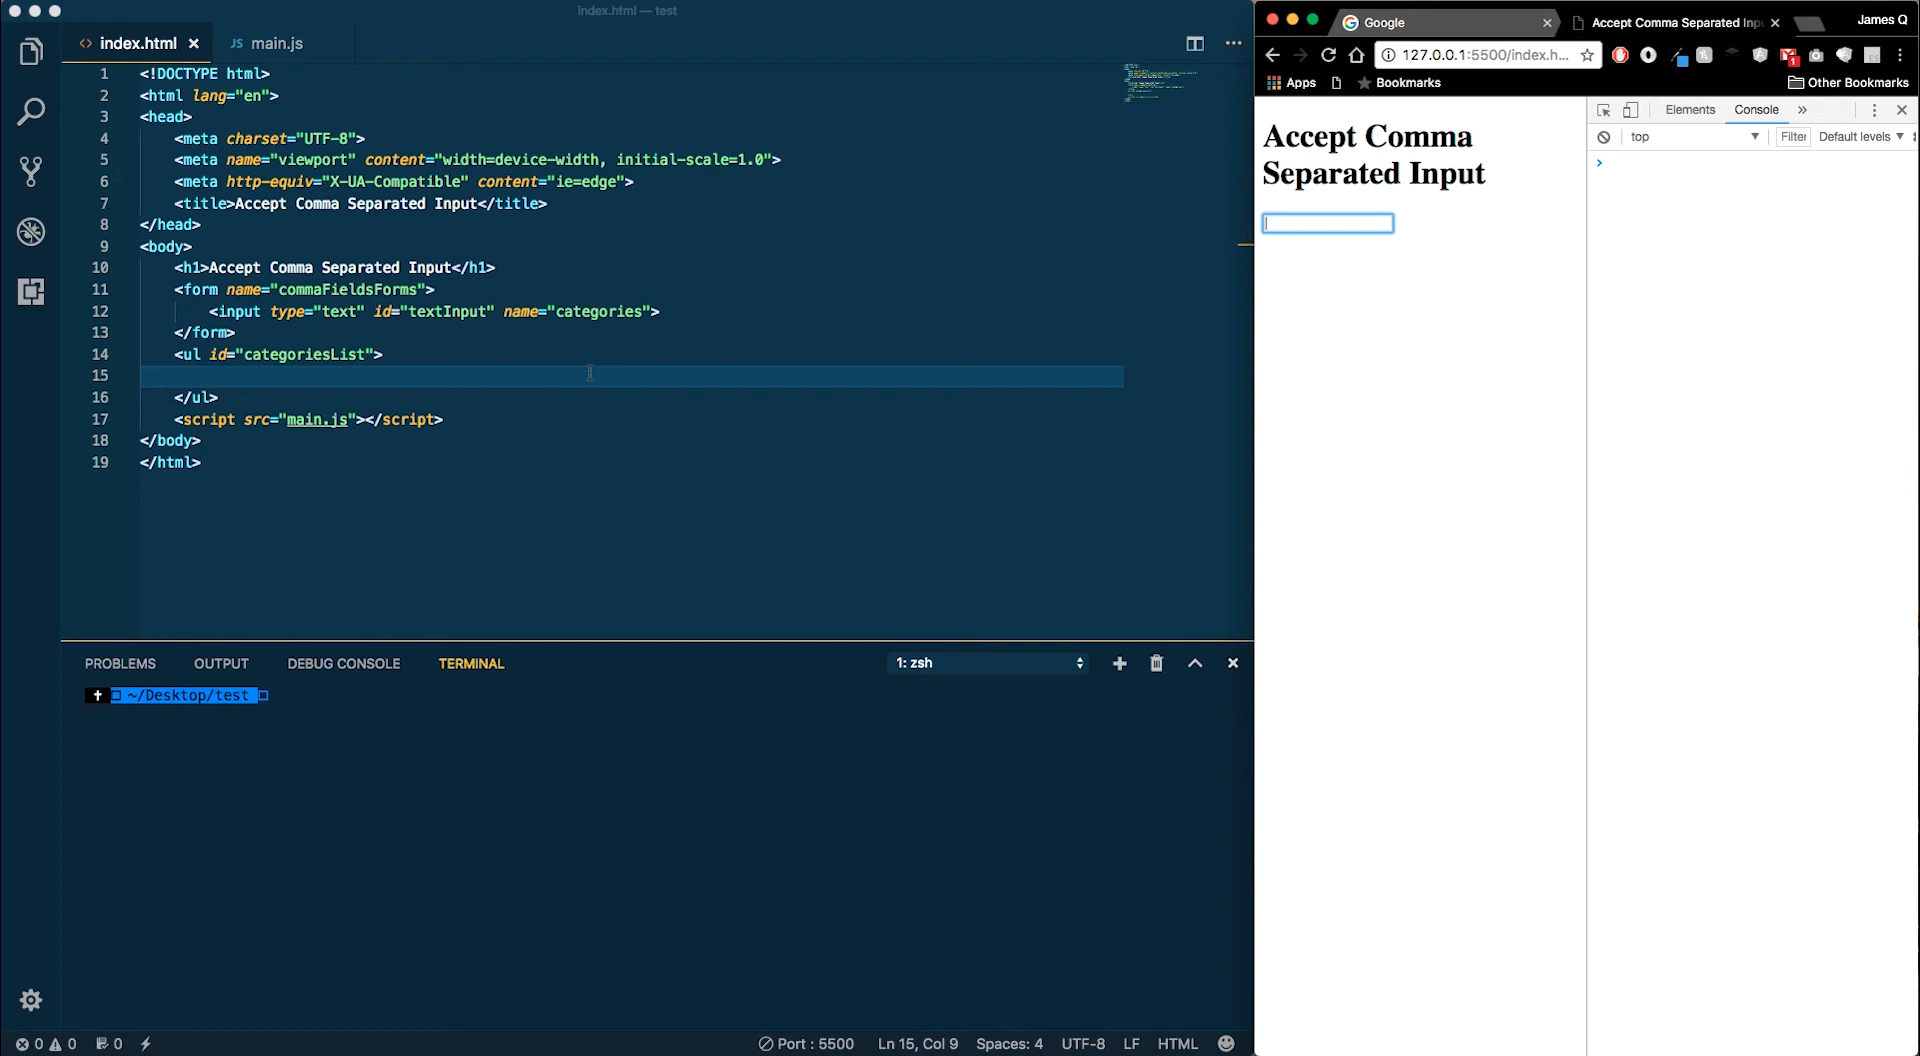 index.html — test
index.html
JS main.js
1 <!DOCTYPE html>
2 <html lang="en">
3 <head>
4 <meta charset="UTF-8">
5 <meta name="viewport" content="width=device-width, initial-scale=1.0">
6 <meta http-equiv="X-UA-Compatible" content="ie=edge">
7 <title>Accept Comma Separated Input</title>
8 </head>
9 <body>
10 <h1>Accept Comma Separated Input</h1>
11 <form name="commaFieldsForms">
12 <input type="text" id="textInput" name="categories">
13 </form>
14 <ul id="categoriesList">
15
16 </ul>
17 <script src="main.js"></script>
18 </body>
19 </html>
PROBLEMS OUTPUT DEBUG CONSOLE TERMINAL 1: zsh
~/Desktop/test
0 0 0 Port : 5500 Ln 15, Col 9 Spaces: 4 UTF-8 LF HTML
Google Accept Comma Separated Inp James Q
127.0.0.1:5500/index.h...
1
Apps Bookmarks Other Bookmarks
Accept Comma
Separated Input
Elements Console »
top Filter Default levels